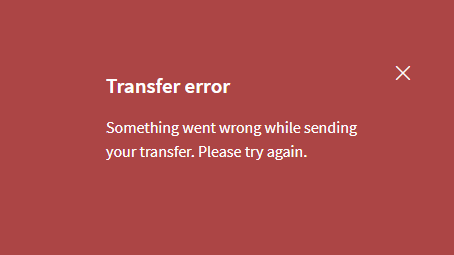 Transfer error
Something went wrong while sending
your transfer. Please try again.